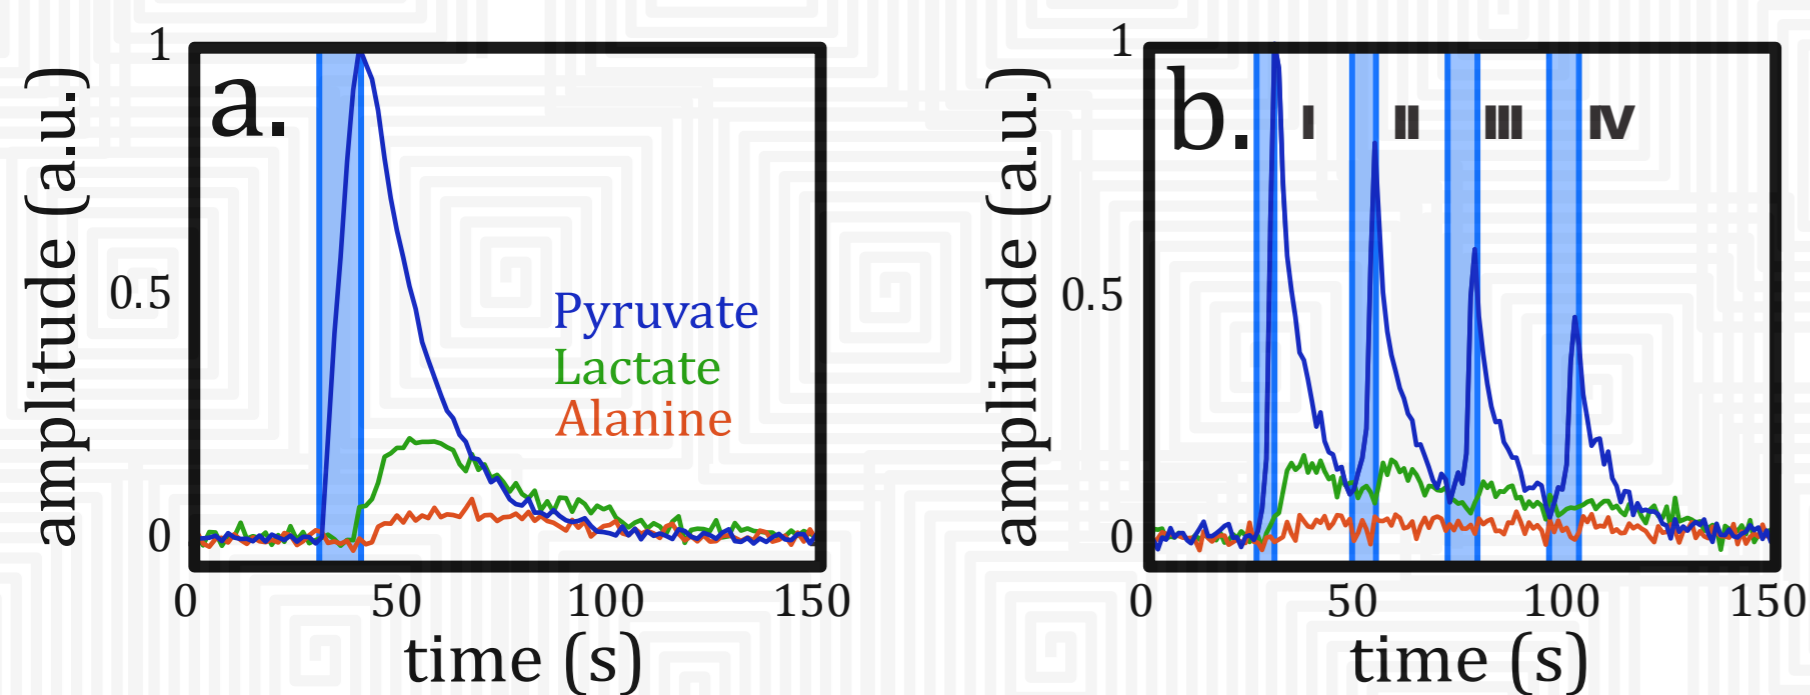 amplitude (a.u.)
1
0.5
0
a.
Pyruvate
Lactate
Alanine
0 50 100 150
time (s)
amplitude (a.u.)
1
0.5
0
b.
I II III IV
0 50 100 150
time (s)